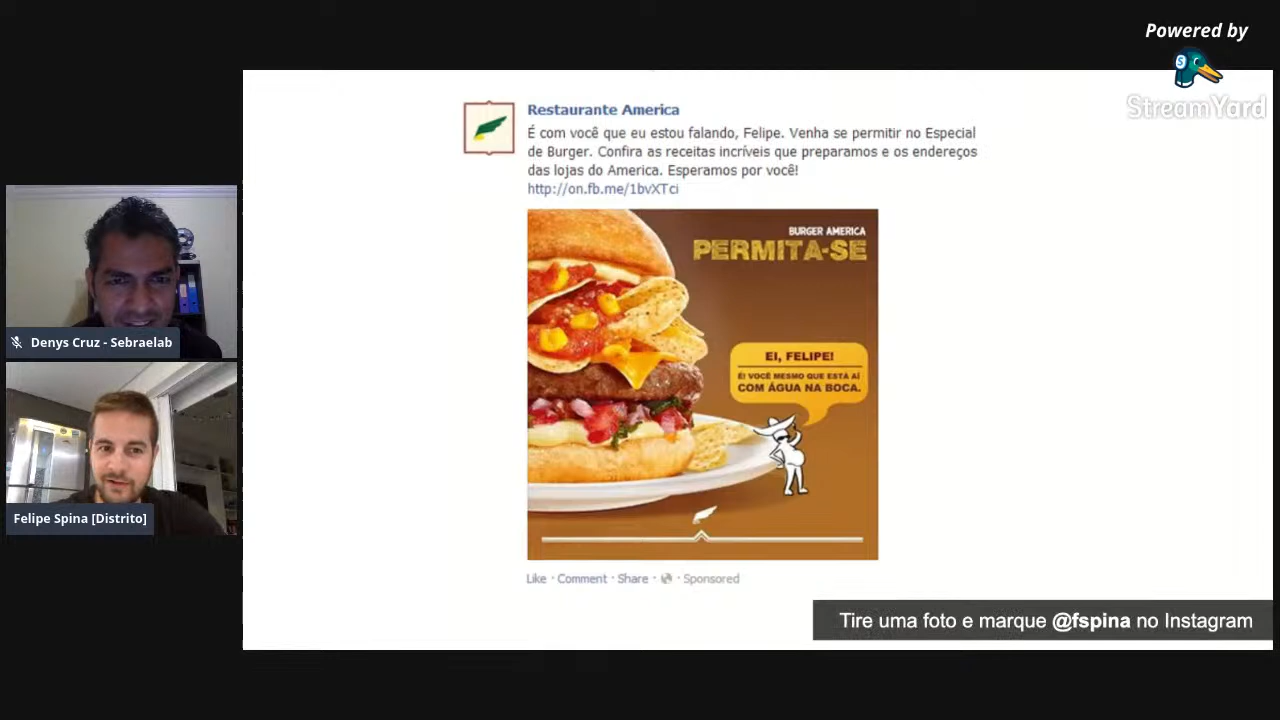 Powered by
StreamYard
Restaurante America
É com você que eu estou falando, Felipe. Venha se permitir no Especial
de Burger. Confira as receitas incríveis que preparamos e os endereços
das lojas do America. Esperamos por você!
http://on.fb.me/1bvXTci
BURGER AMERICA
PERMITA-SE
EI, FELIPE!
É! VOCÊ MESMO QUE ESTÁ AÍ
COM ÁGUA NA BOCA.
Like · Comment · Share · · Sponsored
Denys Cruz - Sebraelab
Felipe Spina [Distrito]
Tire uma foto e marque @fspina no Instagram